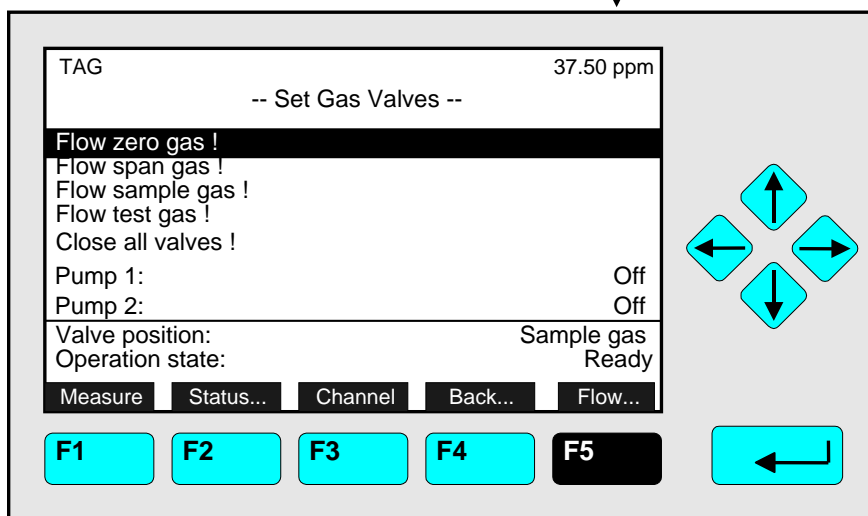 TAG 37.50 ppm
-- Set Gas Valves --
Flow zero gas !
Flow span gas !
Flow sample gas !
Flow test gas !
Close all valves !
Pump 1: Off
Pump 2: Off
Valve position: Sample gas
Operation state: Ready
Measure Status... Channel Back... Flow...
F1 F2 F3 F4 F5